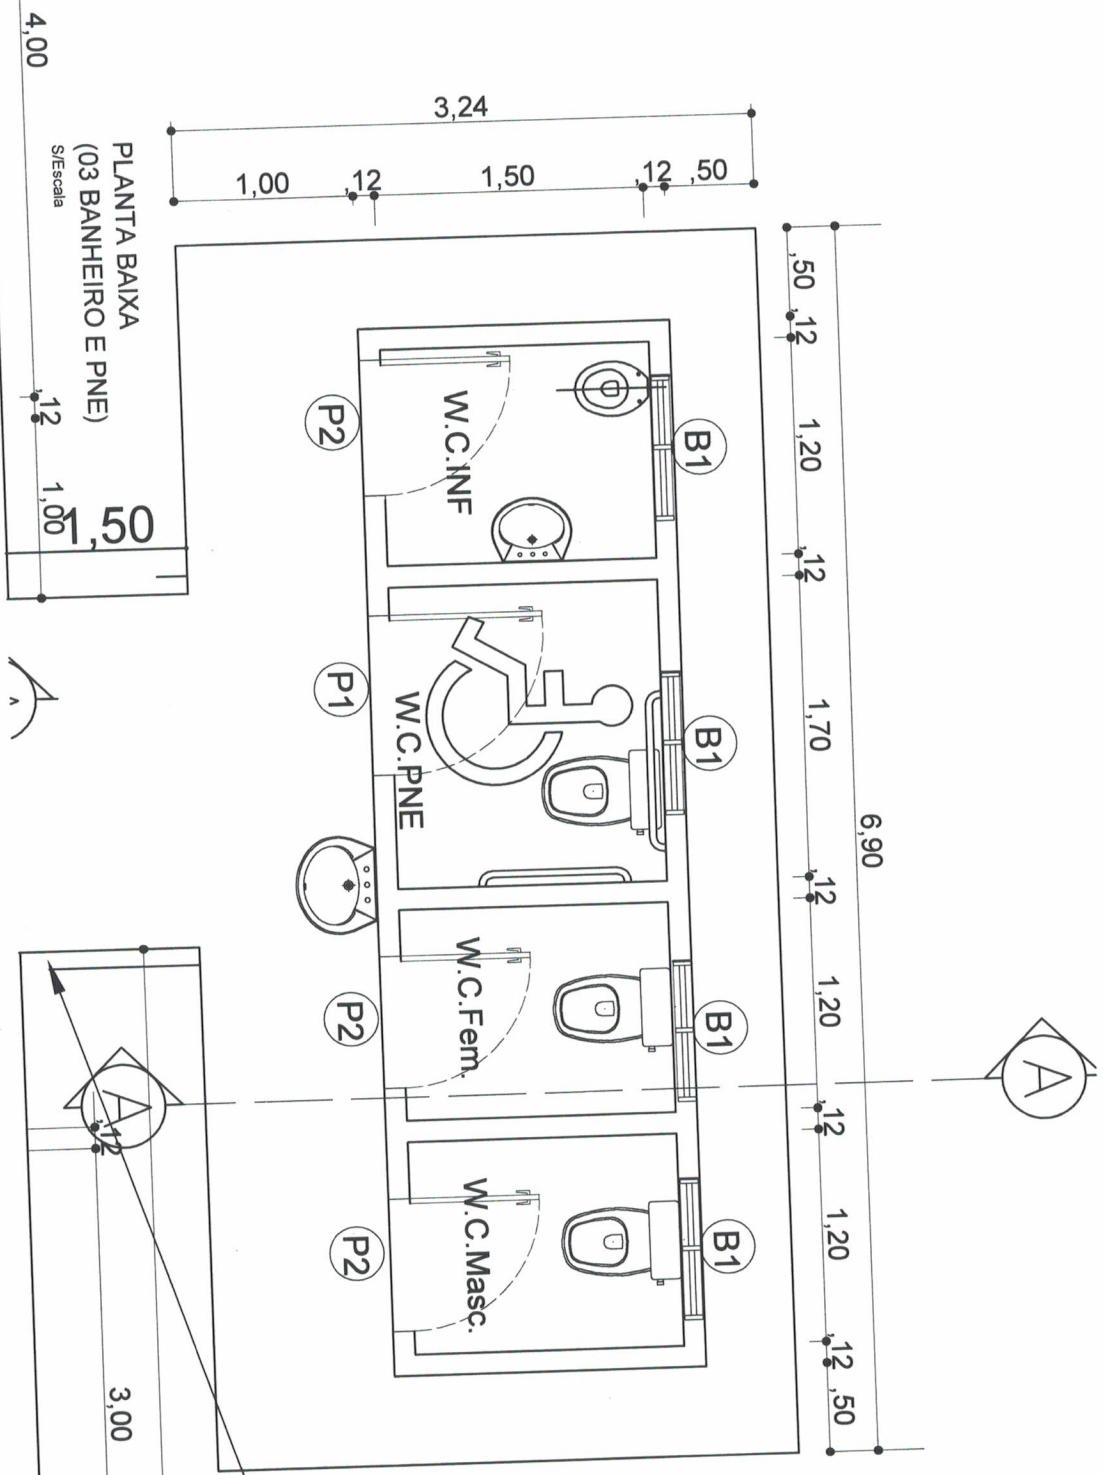 4,00
PLANTA BAIXA
(03 BANHEIRO E PNE)
S/Escala
,12
1,00
1,50
3,24
1,00 ,12 1,50 ,12 ,50
,50
,12
1,20
,12
1,70
,12
1,20
,12
1,20
,12
,50
6,90
B1
B1
B1
B1
W.C.INF
W.C.PNE
W.C.Fem.
W.C.Masc.
P2
P1
P2
P2
A
A
A
,12
3,00